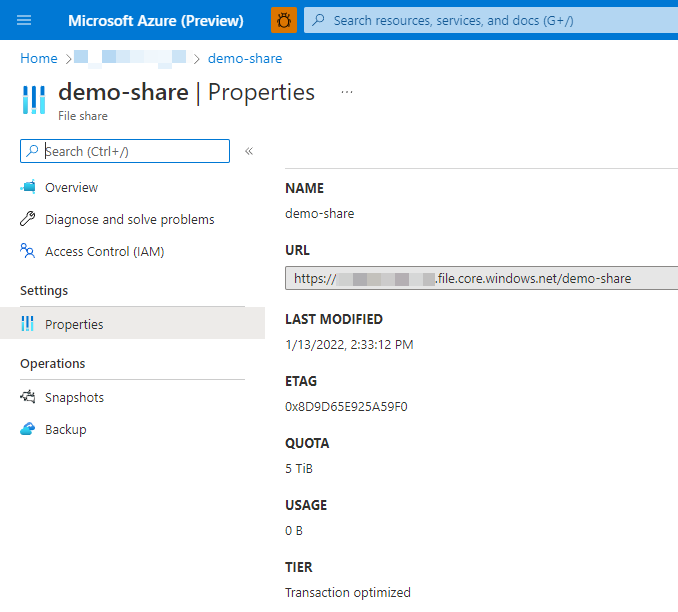 Microsoft Azure (Preview)
Search resources, services, and docs (G+/)
Home > > demo-share
demo-share | Properties ...
File share
Search (Ctrl+/) «
Overview
Diagnose and solve problems
Access Control (IAM)
Settings
Properties
Operations
Snapshots
Backup
NAME
demo-share
URL
https:// .file.core.windows.net/demo-share
LAST MODIFIED
1/13/2022, 2:33:12 PM
ETAG
0x8D9D65E925A59F0
QUOTA
5 TiB
USAGE
0 B
TIER
Transaction optimized